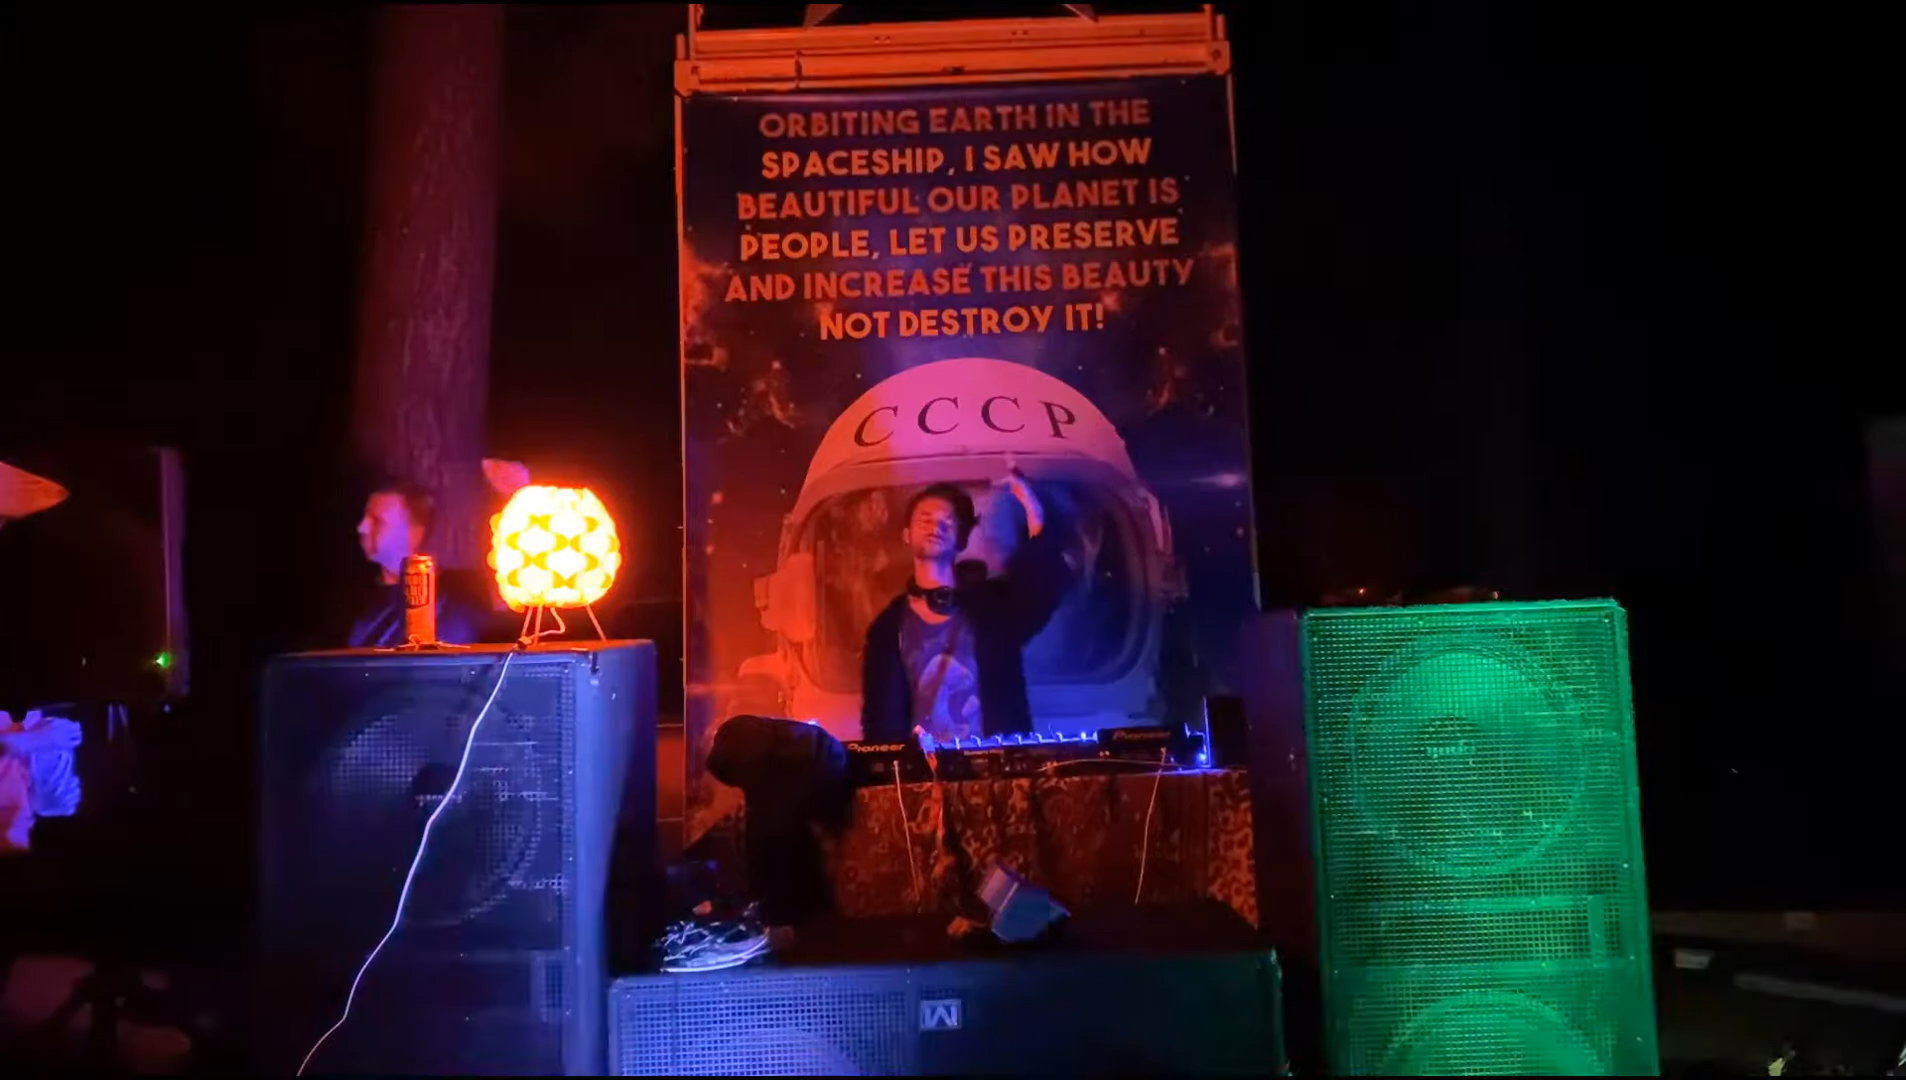 ORBITING EARTH IN THE
SPACESHIP, I SAW HOW
BEAUTIFUL OUR PLANET IS
PEOPLE, LET US PRESERVE
AND INCREASE THIS BEAUTY
NOT DESTROY IT!
СССР
Pioneer
Pioneer